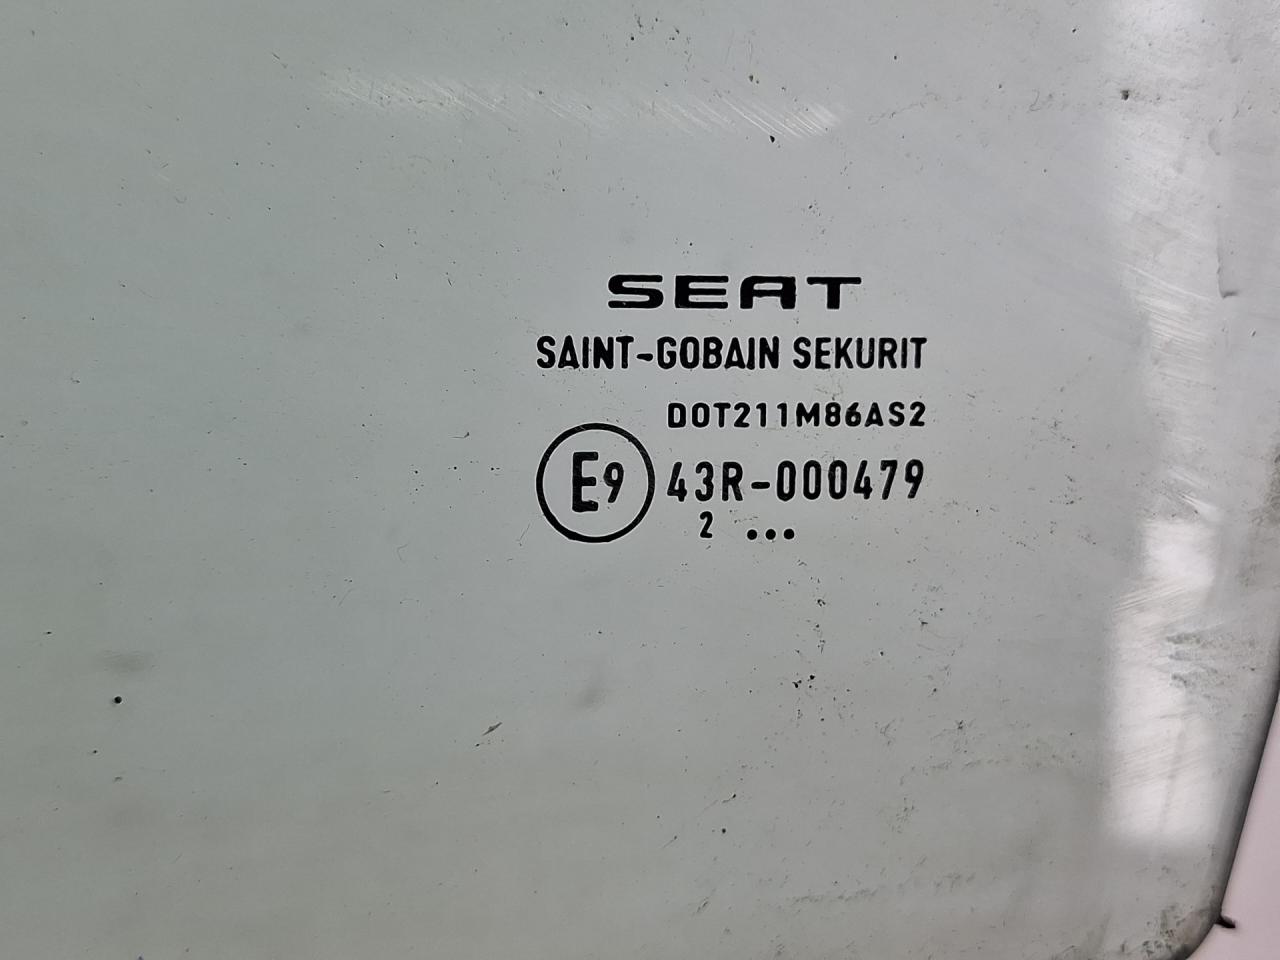 SEAT
SAINT-GOBAIN SEKURIT
DOT211M86AS2
E9 43R-000479
2 ...